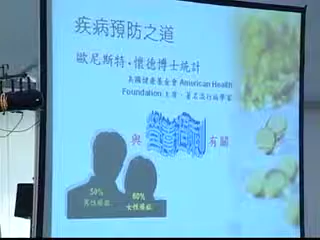 疾病預防之道
歐尼斯特·懷德博士統計
美國健康基金會 American Health
Foundation 主席、著名流行病學家
與
有關
50%
男性癌症
60%
女性癌症